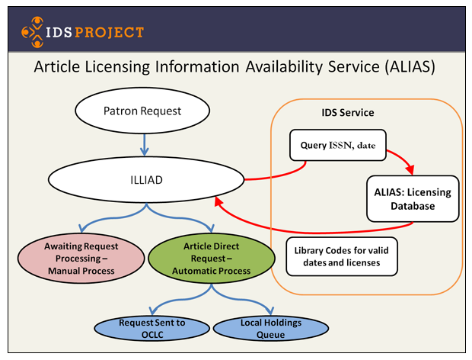 IDSPROJECT
Article Licensing Information Availability Service (ALIAS)
Patron Request
IDS Service
Query ISSN, date
ILLIAD
ALIAS: Licensing
Database
Awaiting Request
Processing –
Manual Process
Article Direct
Request –
Automatic Process
Library Codes for valid
dates and licenses
Request Sent to
OCLC
Local Holdings
Queue